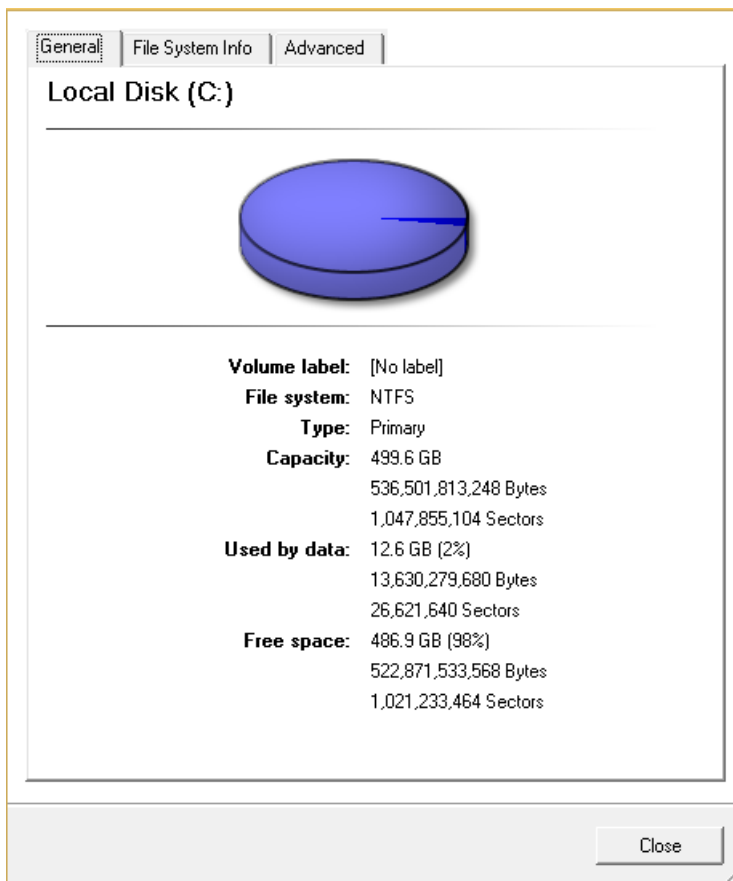 General File System Info Advanced
Local Disk (C:)
Volume label: [No label]
File system: NTFS
Type: Primary
Capacity: 499.6 GB
536,501,813,248 Bytes
1,047,855,104 Sectors
Used by data: 12.6 GB (2%)
13,630,279,680 Bytes
26,621,640 Sectors
Free space: 486.9 GB (98%)
522,871,533,568 Bytes
1,021,233,464 Sectors
Close